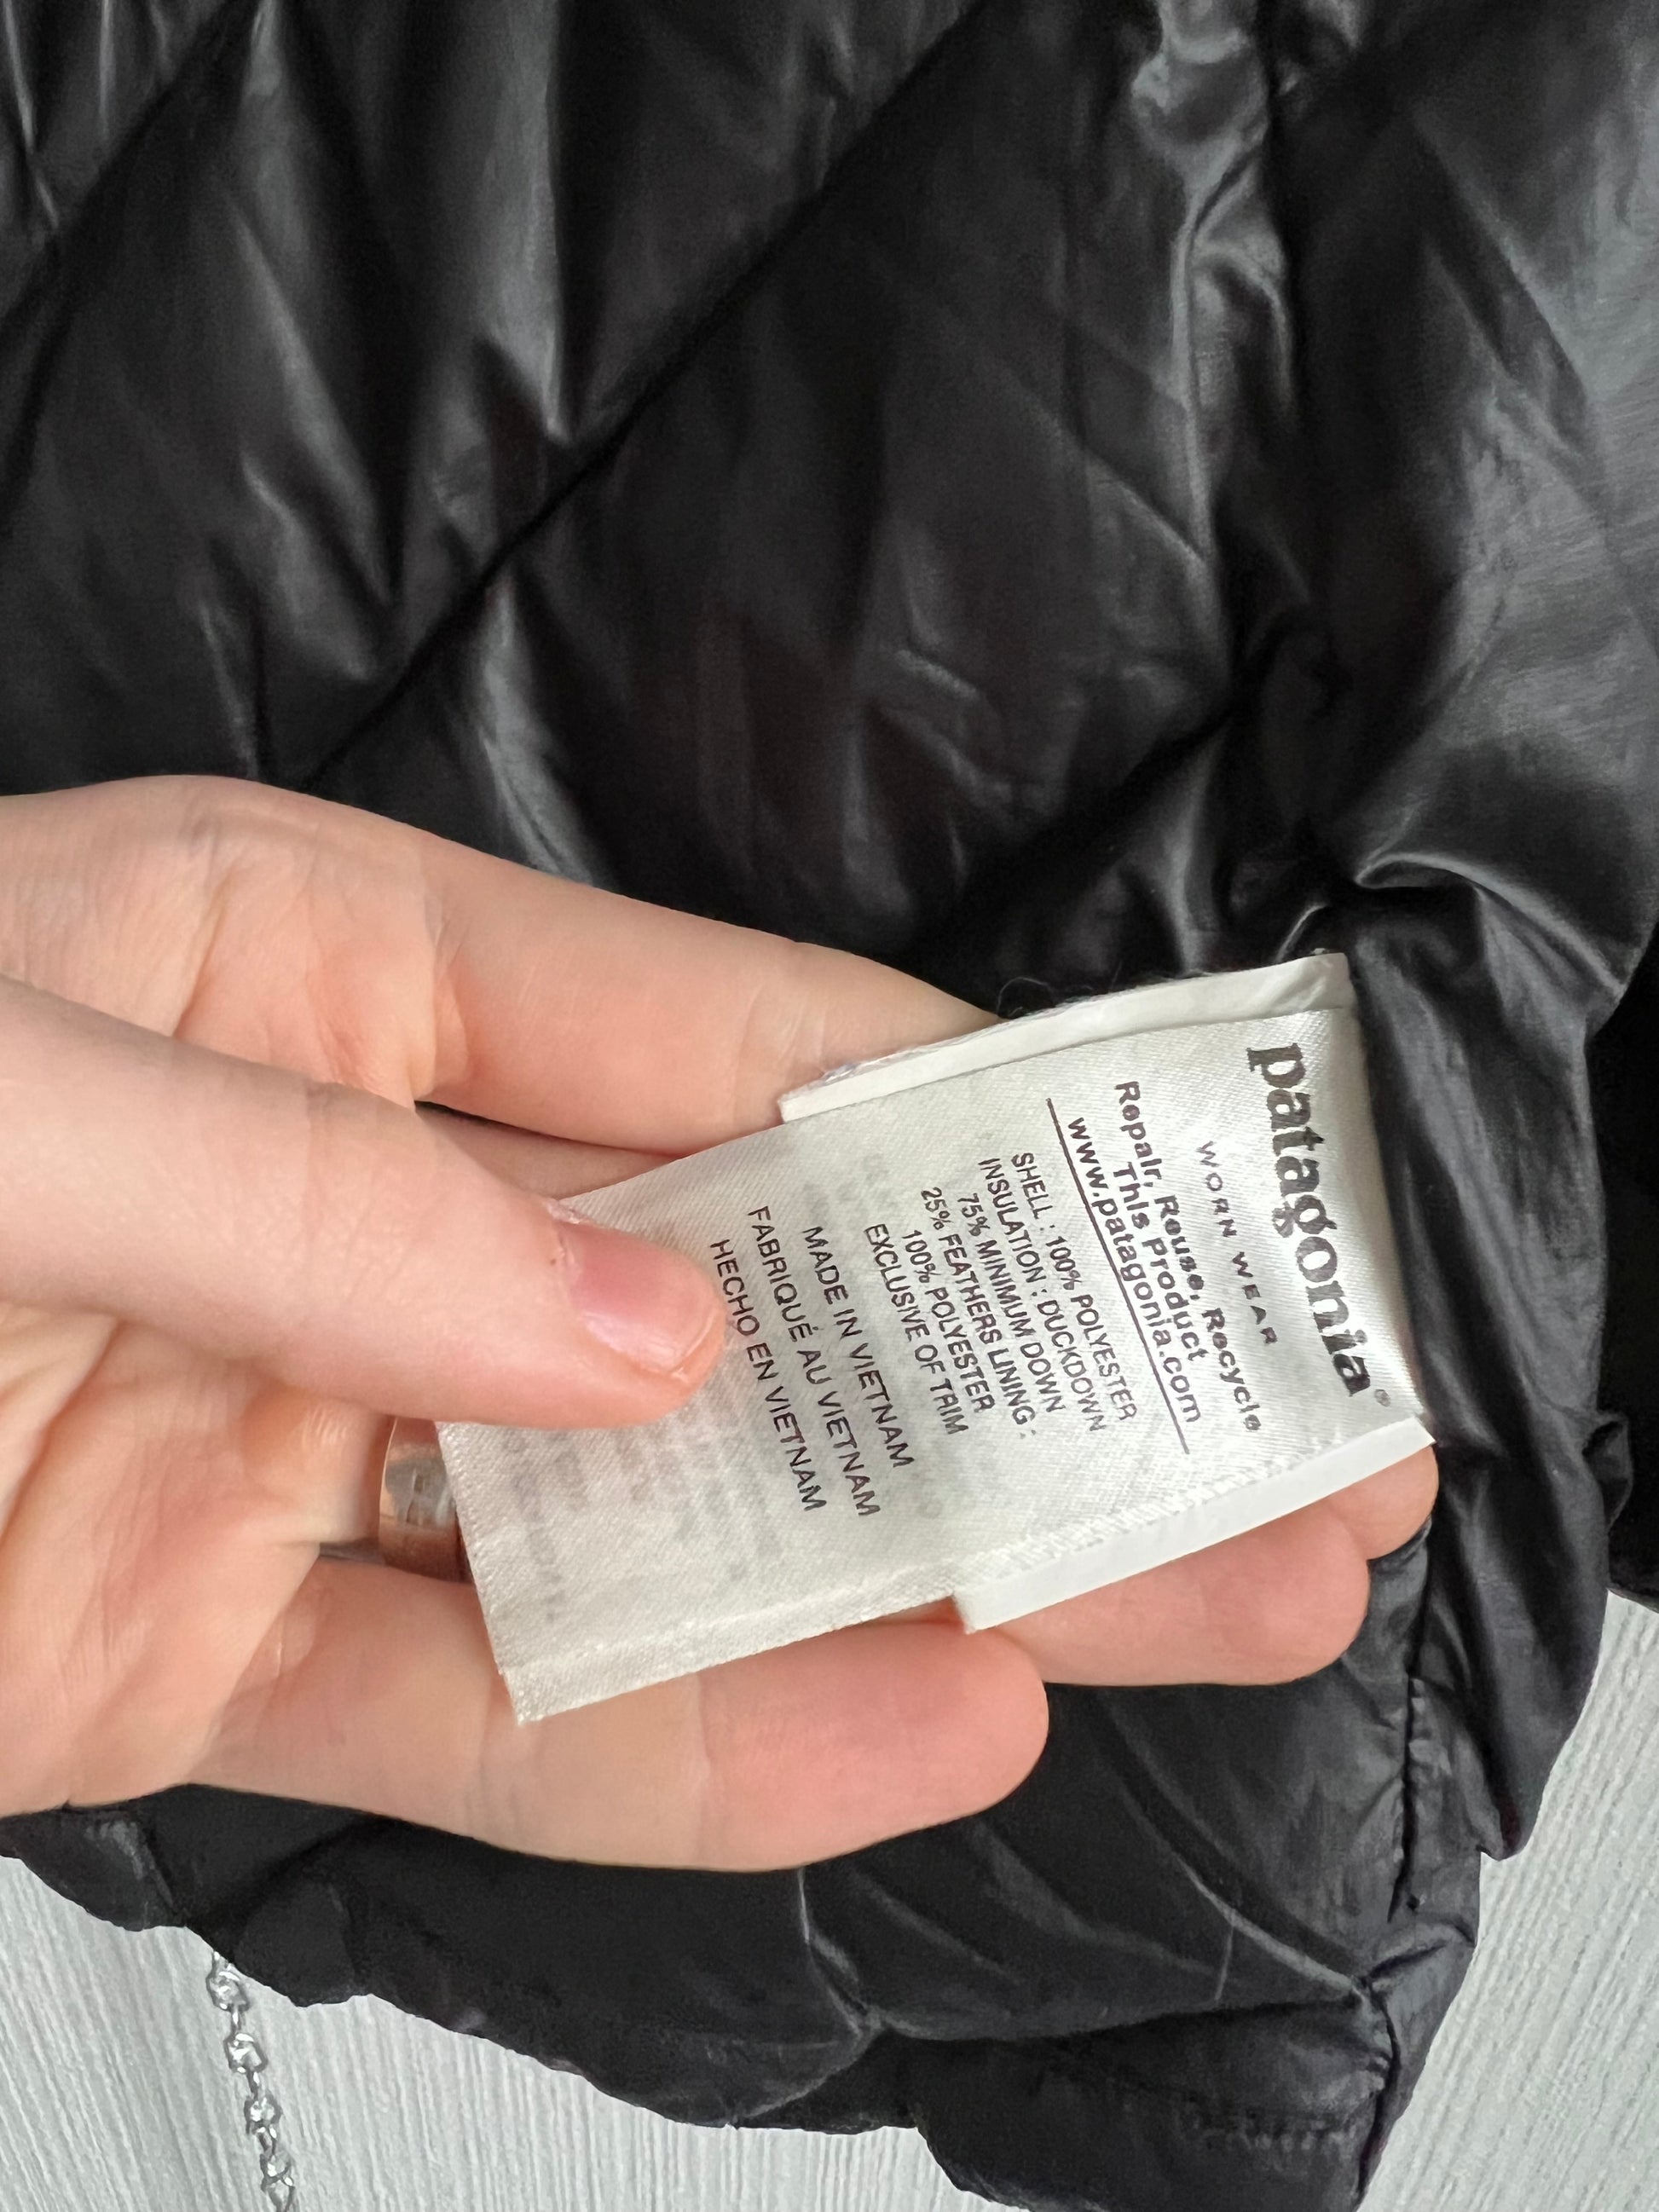 patagonia®
WORN WEAR
Repair, Reuse, Recycle
This Product
www.patagonia.com
SHELL : 100% POLYESTER
INSULATION : DUCKDOWN
75% MINIMUM DOWN
25% FEATHERS LINING :
100% POLYESTER
EXCLUSIVE OF TRIM
MADE IN VIETNAM
FABRIQUÉ AU VIETNAM
HECHO EN VIETNAM